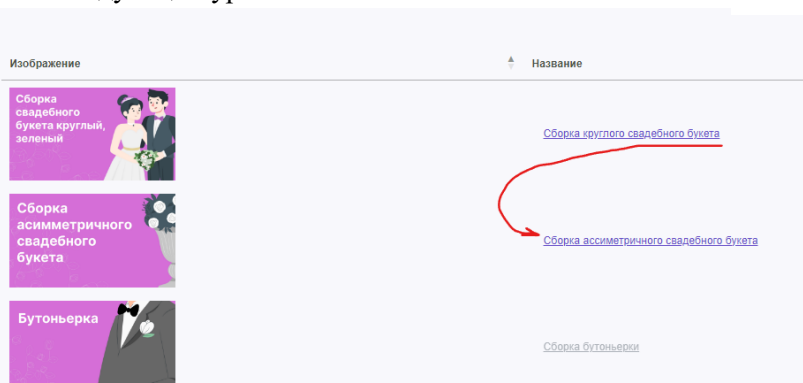 Изображение
Название
Сборка
свадебного
букета круглый,
зеленый
Сборка круглого свадебного букета
Сборка
асимметричного
свадебного
букета
Сборка ассиметричного свадебного букета
Бутоньерка
Сборка бутоньерки